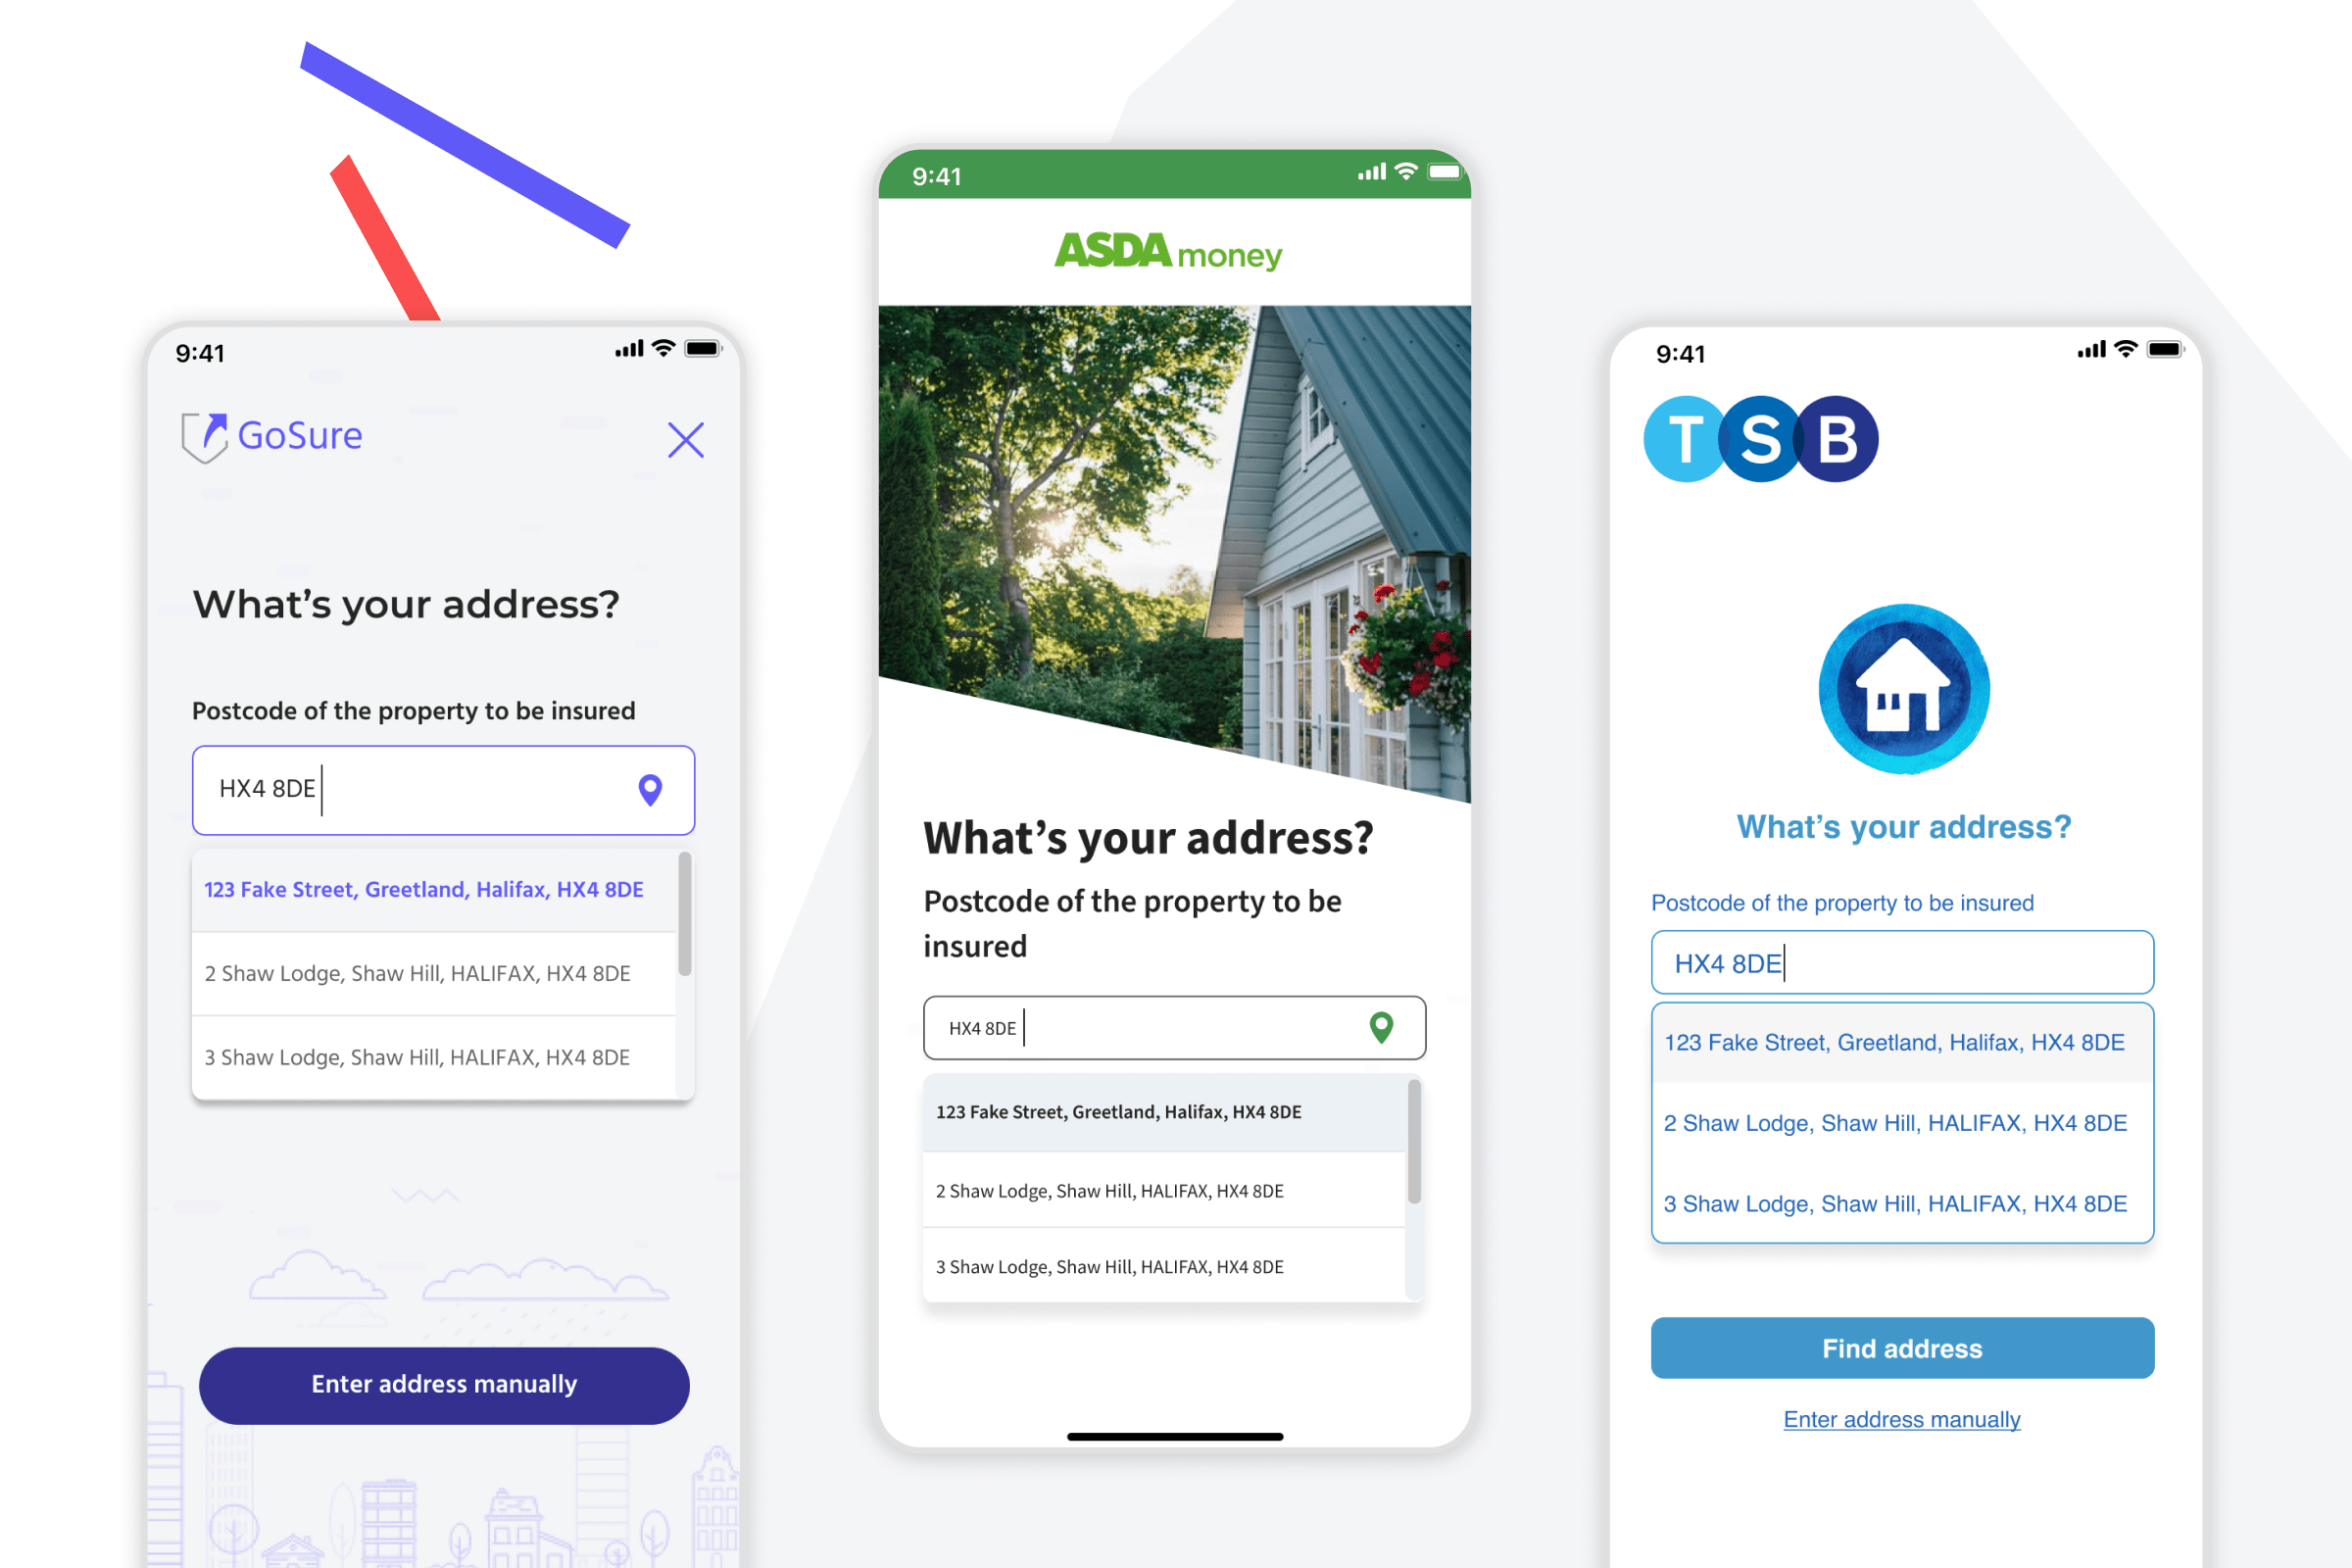 9:41
GoSure
What's your address?
Postcode of the property to be insured
HX4 8DE
123 Fake Street, Greetland, Halifax, HX4 8DE
2 Shaw Lodge, Shaw Hill, HALIFAX, HX4 8DE
3 Shaw Lodge, Shaw Hill, HALIFAX, HX4 8DE
Enter address manually
9:41
ASDA money
What's your address?
Postcode of the property to be
insured
HX4 8DE
123 Fake Street, Greetland, Halifax, HX4 8DE
2 Shaw Lodge, Shaw Hill, HALIFAX, HX4 8DE
3 Shaw Lodge, Shaw Hill, HALIFAX, HX4 8DE
9:41
TSB
What's your address?
Postcode of the property to be insured
HX4 8DE
123 Fake Street, Greetland, Halifax, HX4 8DE
2 Shaw Lodge, Shaw Hill, HALIFAX, HX4 8DE
3 Shaw Lodge, Shaw Hill, HALIFAX, HX4 8DE
Find address
Enter address manually